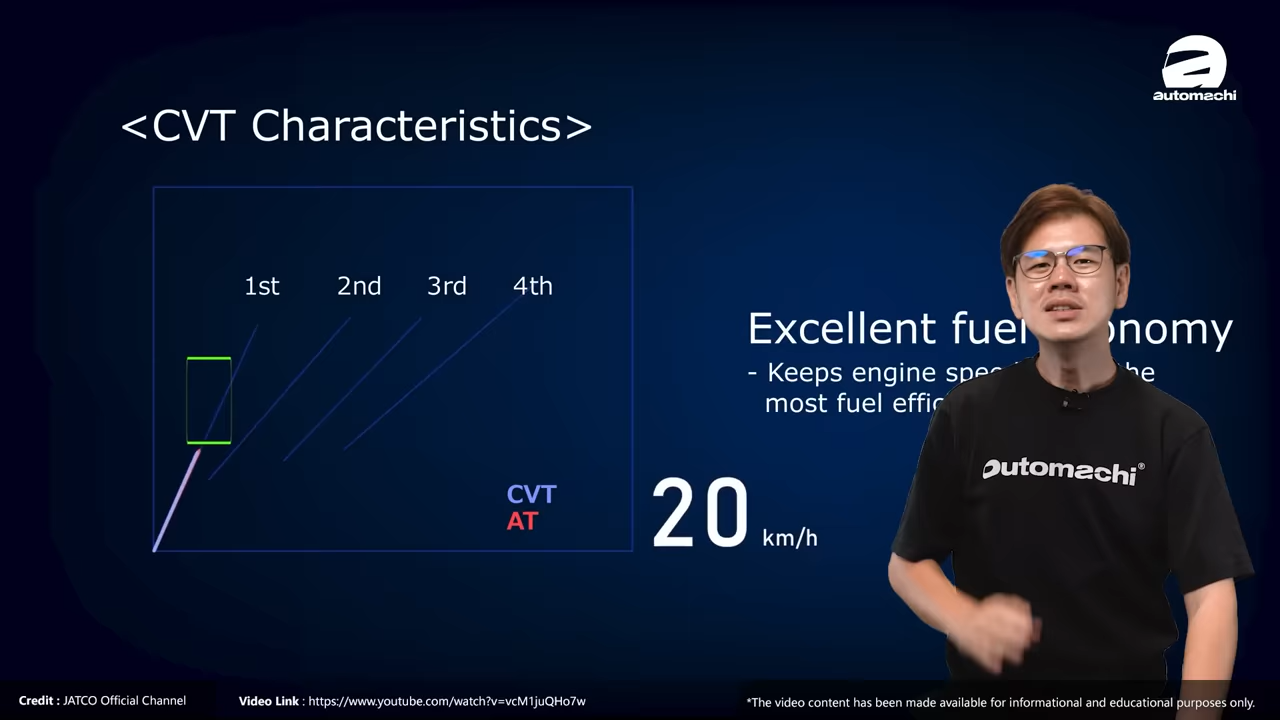 automachi
<CVT Characteristics>
1st 2nd 3rd 4th
Excellent fuel
- Keeps engine
most fuel
CVT
AT
20 km/h
automachi®
Credit : JATCO Official Channel
Video Link : https://www.youtube.com/watch?v=vcM1juQHo7w
*The video content has been made available for informational and educational purposes only.